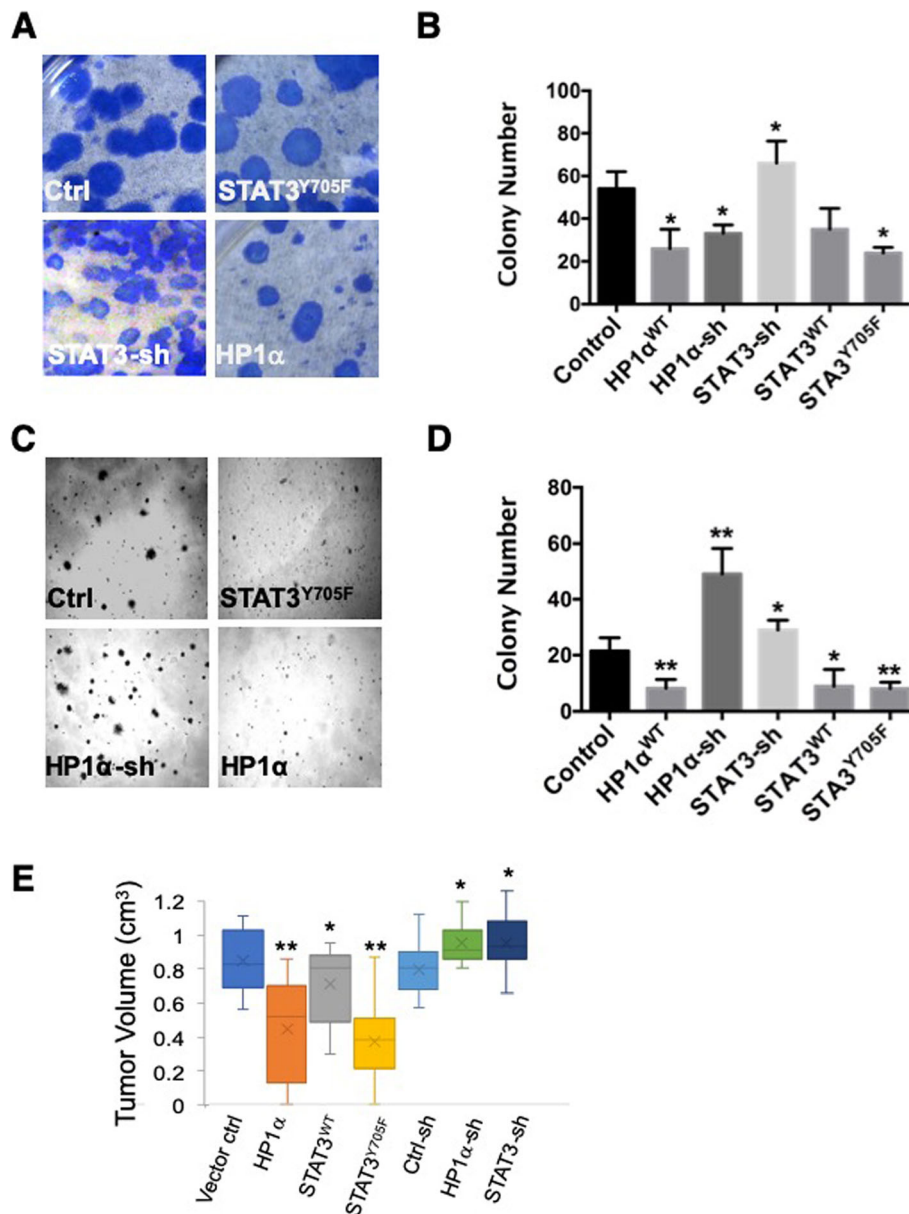 A
Ctrl
STAT3Y705F
STAT3-sh
HP1α
B
Colony Number
100
80
60
40
20
0
*
*
*
*
Control
HP1αWT
HP1α-sh
STAT3-sh
STAT3WT
STA3Y705F
C
Ctrl
STAT3Y705F
HP1α-sh
HP1α
D
Colony Number
80
60
40
20
0
**
**
*
*
**
Control
HP1αWT
HP1α-sh
STAT3-sh
STAT3WT
STA3Y705F
E
Tumor Volume (cm³)
1.2
1
0.8
0.6
0.4
0.2
0
**
*
**
*
*
Vector ctrl
HP1α
STAT3WT
STAT3Y705F
Ctrl-sh
HP1α-sh
STAT3-sh